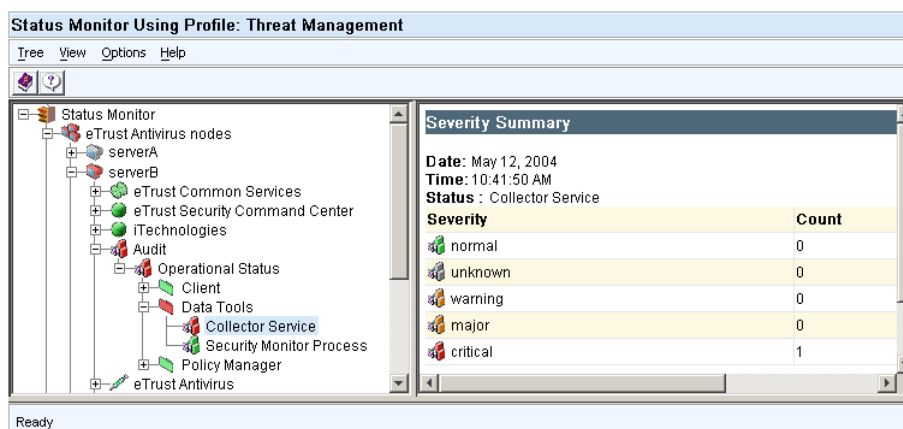 Status Monitor Using Profile: Threat Management
Tree View Options Help
Status Monitor
eTrust Antivirus nodes
serverA
serverB
eTrust Common Services
eTrust Security Command Center
iTechnologies
Audit
Operational Status
Client
Data Tools
Collector Service
Security Monitor Process
Policy Manager
eTrust Antivirus
Severity Summary
Date: May 12, 2004
Time: 10:41:50 AM
Status : Collector Service
Severity Count
normal 0
unknown 0
warning 0
major 0
critical 1
Ready